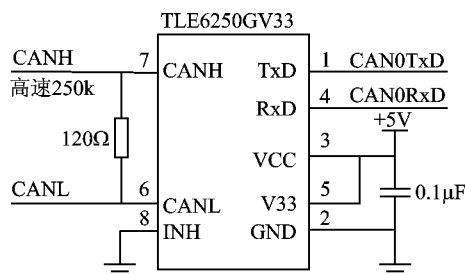 TLE6250GV33
CANH 7 CANH TxD 1 CAN0TxD
高速250k
RxD 4 CAN0RxD
+5V
120Ω
VCC 3
CANL 6 CANL V33 5 0.1μF
8 INH GND 2